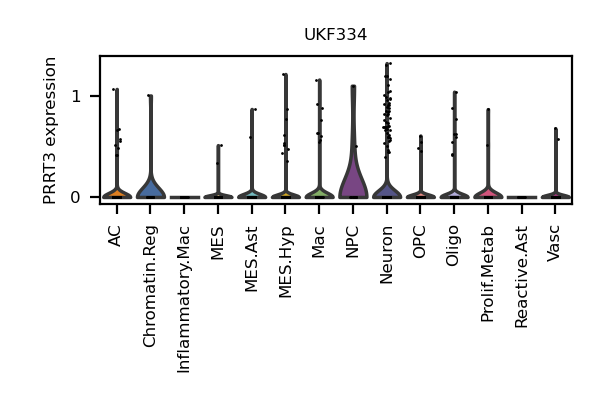 UKF334
PRRT3 expression
1
0
AC
Chromatin.Reg
Inflammatory.Mac
MES
MES.Ast
MES.Hyp
Mac
NPC
Neuron
OPC
Oligo
Prolif.Metab
Reactive.Ast
Vasc